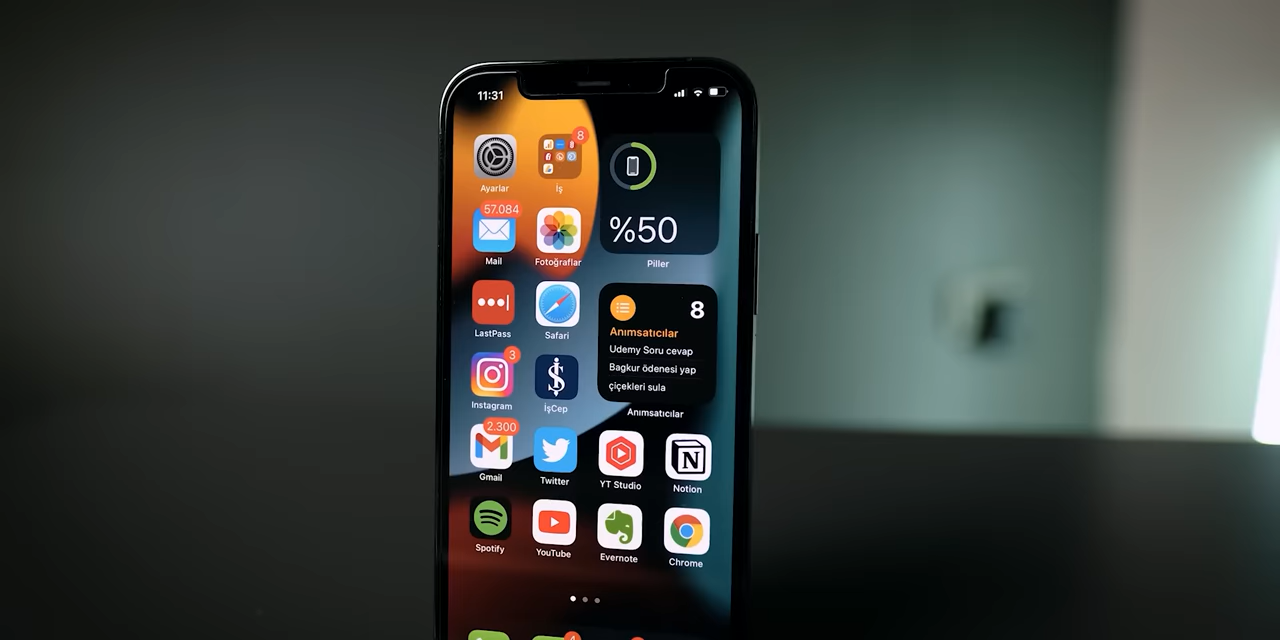 11:31
8
Ayarlar
İş
57.084
%50
Mail
Fotoğraflar
Piller
8
Anımsatıcılar
LastPass
Safari
Udemy Soru cevap
Bagkur ödenesi yap
çiçekleri sula
3
Instagram
İşCep
Anımsatıcılar
2.300
Gmail
Twitter
YT Studio
Notion
Spotify
YouTube
Evernote
Chrome